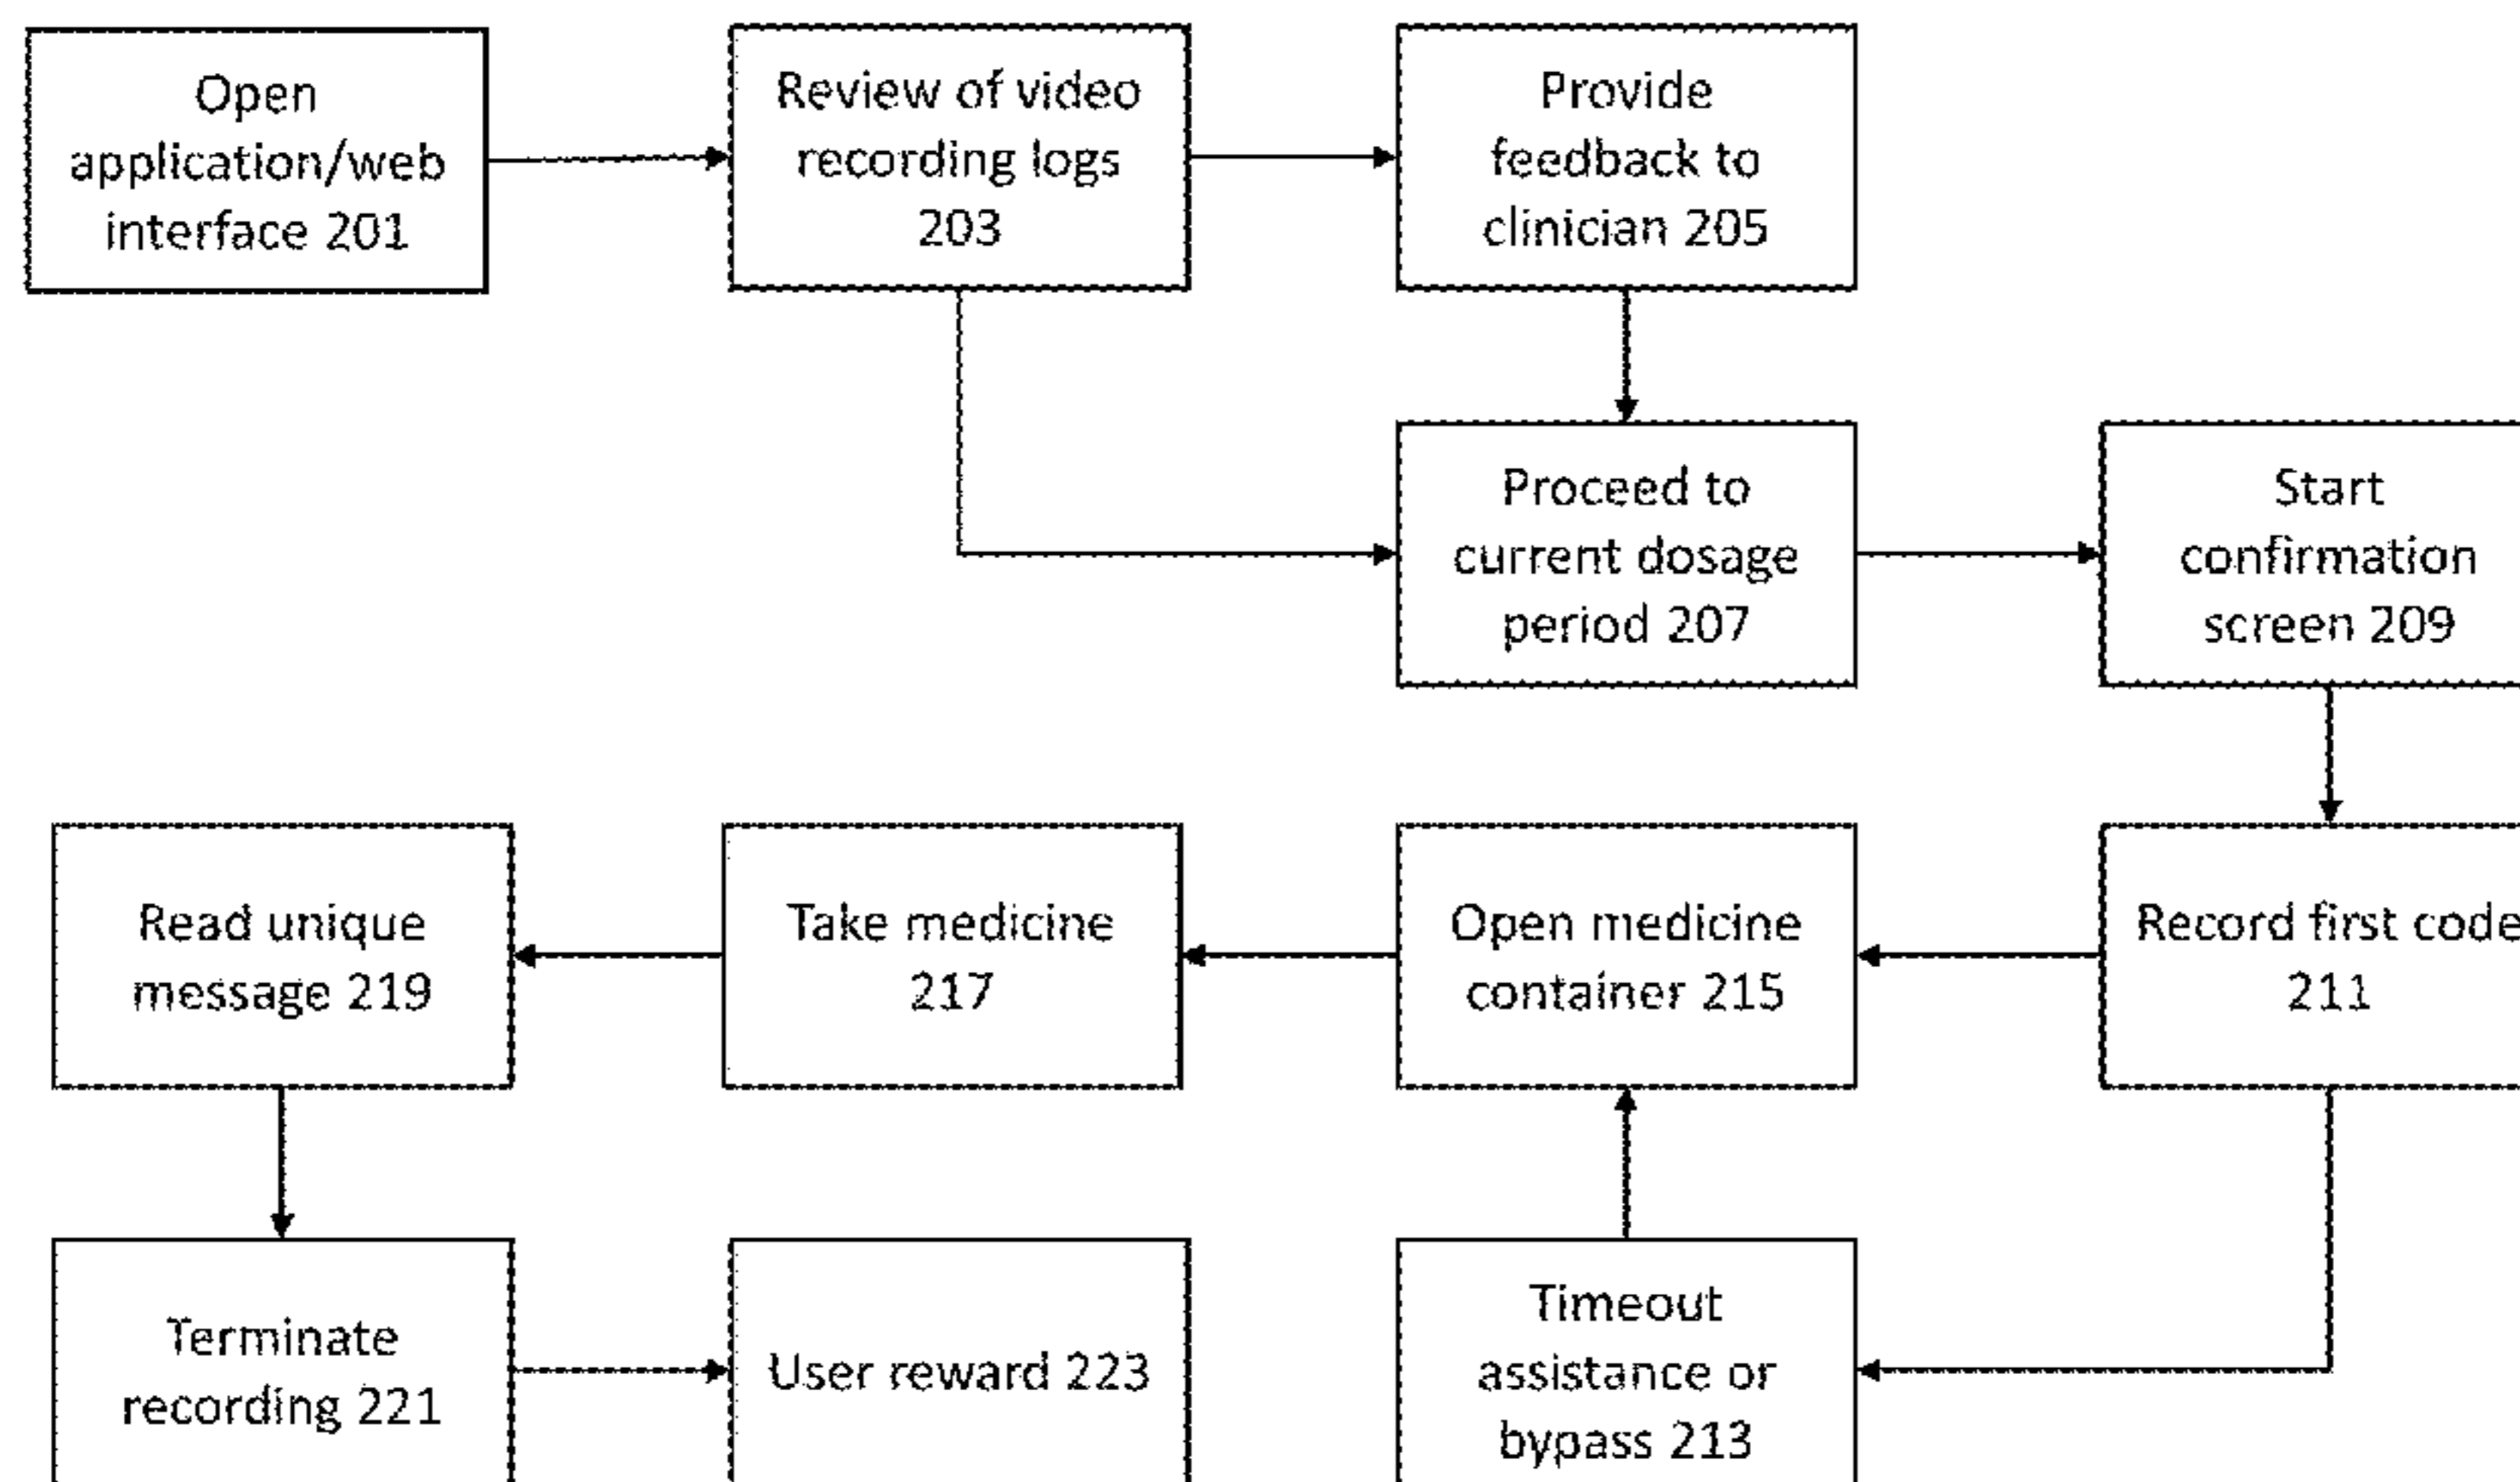 Open
application/web
interface 201
Review of video
recording logs
203
Provide
feedback to
clinician 205
Proceed to
current dosage
period 207
Start
confirmation
screen 209
Read unique
message 219
Take medicine
217
Open medicine
container 215
Record first code
211
Terminate
recording 221
User reward 223
Timeout
assistance or
bypass 213